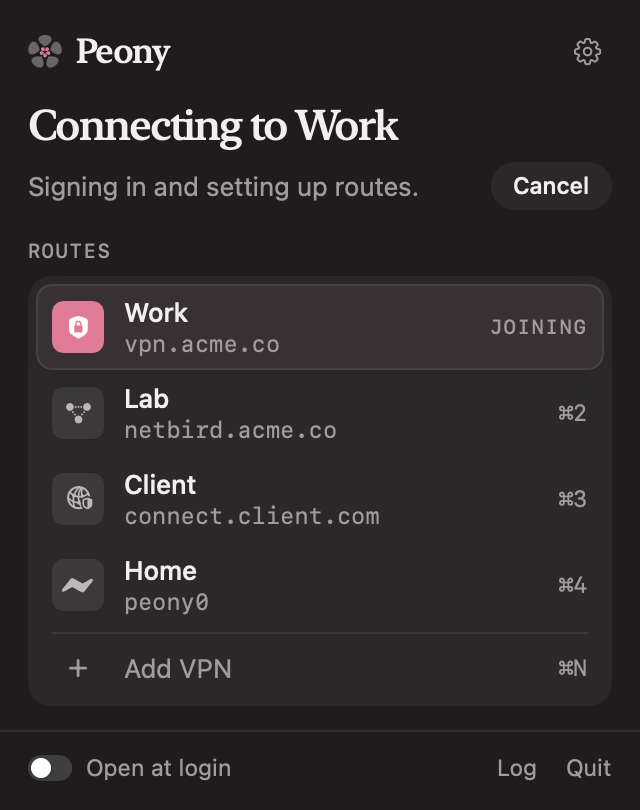 Peony
Connecting to Work
Signing in and setting up routes.
Cancel
ROUTES
Work
vpn.acme.co
JOINING
Lab
netbird.acme.co
⌘2
Client
connect.client.com
⌘3
Home
peony0
⌘4
Add VPN
⌘N
Open at login
Log
Quit